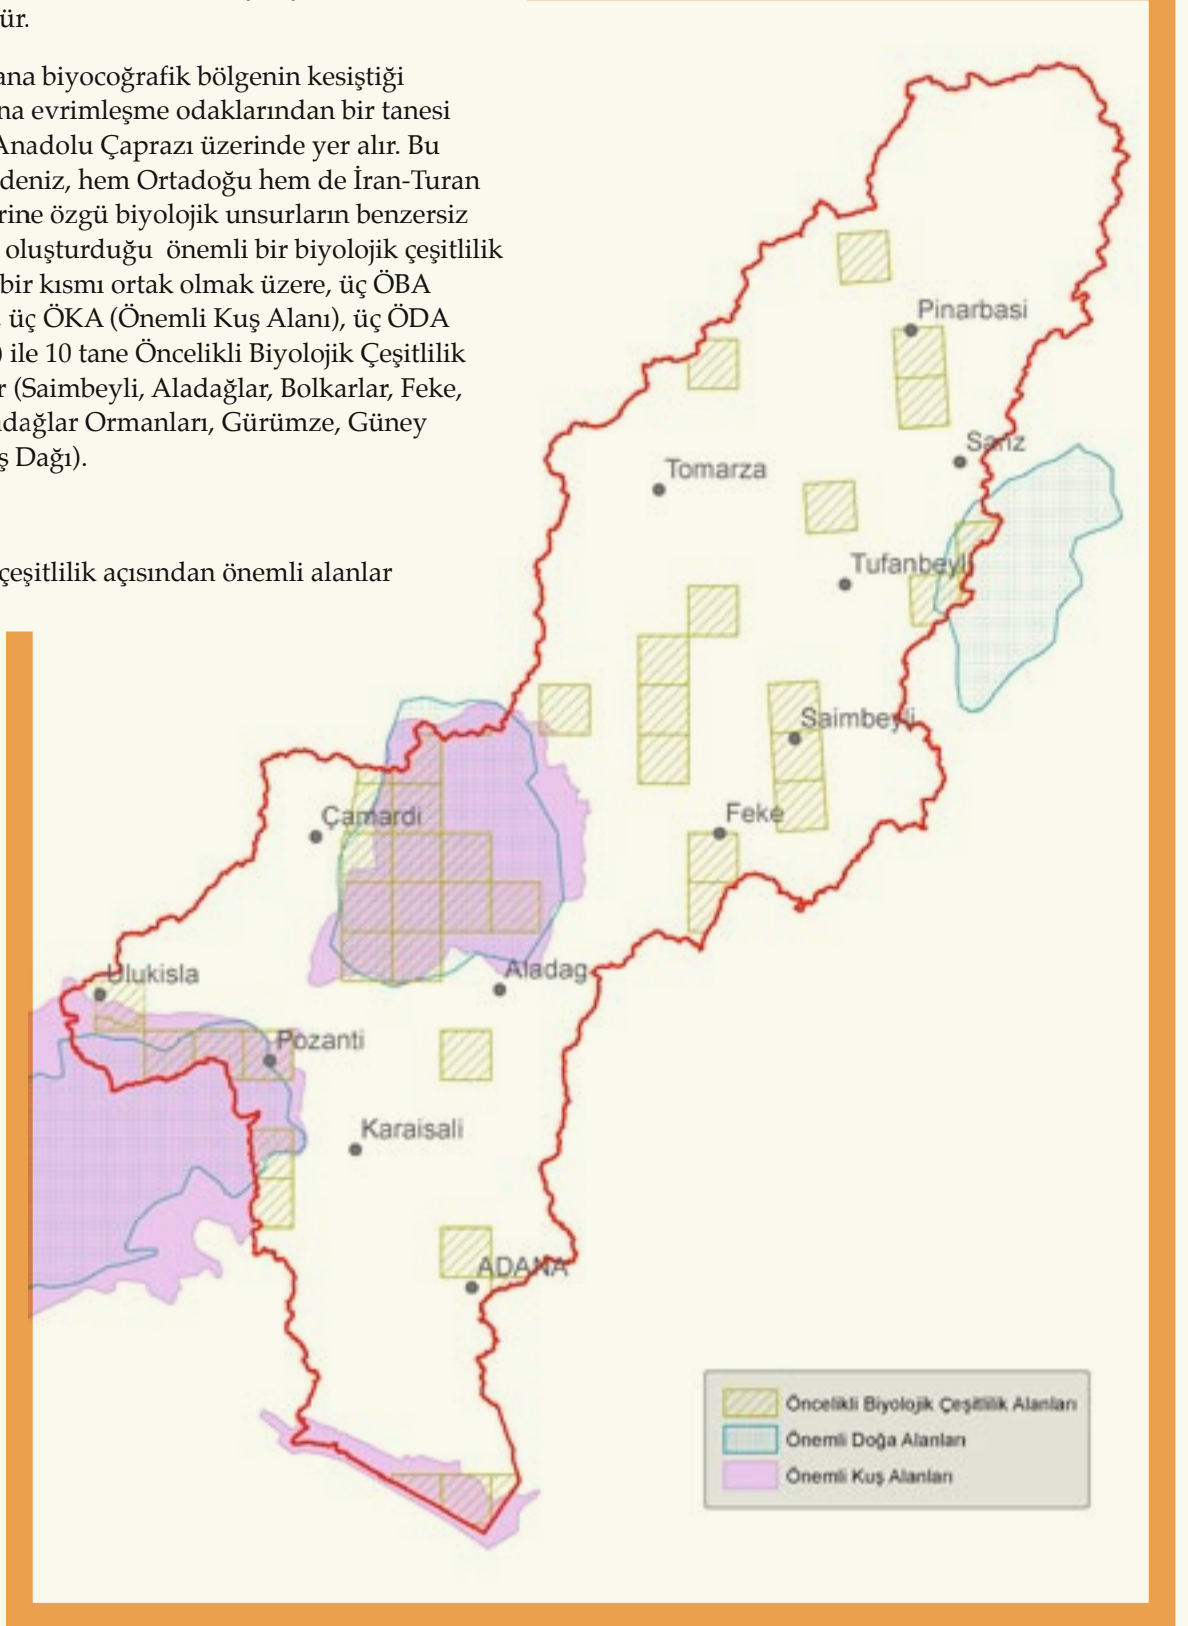 ür.
ana biyocoğrafik bölgenin kesiştiği
na evrimleşme odaklarından bir tanesi
Anadolu Çaprazı üzerinde yer alır. Bu
deniz, hem Ortadoğu hem de İran-Turan
rine özgü biyolojik unsurların benzersiz
oluşturduğu önemli bir biyolojik çeşitlilik
bir kısmı ortak olmak üzere, üç ÖBA
üç ÖKA (Önemli Kuş Alanı), üç ÖDA
) ile 10 tane Öncelikli Biyolojik Çeşitlilik
r (Saimbeyli, Aladağlar, Bolkarlar, Feke,
adağlar Ormanları, Gürümze, Güney
ş Dağı).
çeşitlilik açısından önemli alanlar
Pinarbasi
Sariz
Tomarza
Tufanbeyli
Saimbeyli
Feke
Çamardi
Ulukisla
Aladag
Pozanti
Karaisali
ADANA
Öncelikli Biyolojik Çeşitlilik Alanları
Önemli Doğa Alanları
Önemli Kuş Alanları